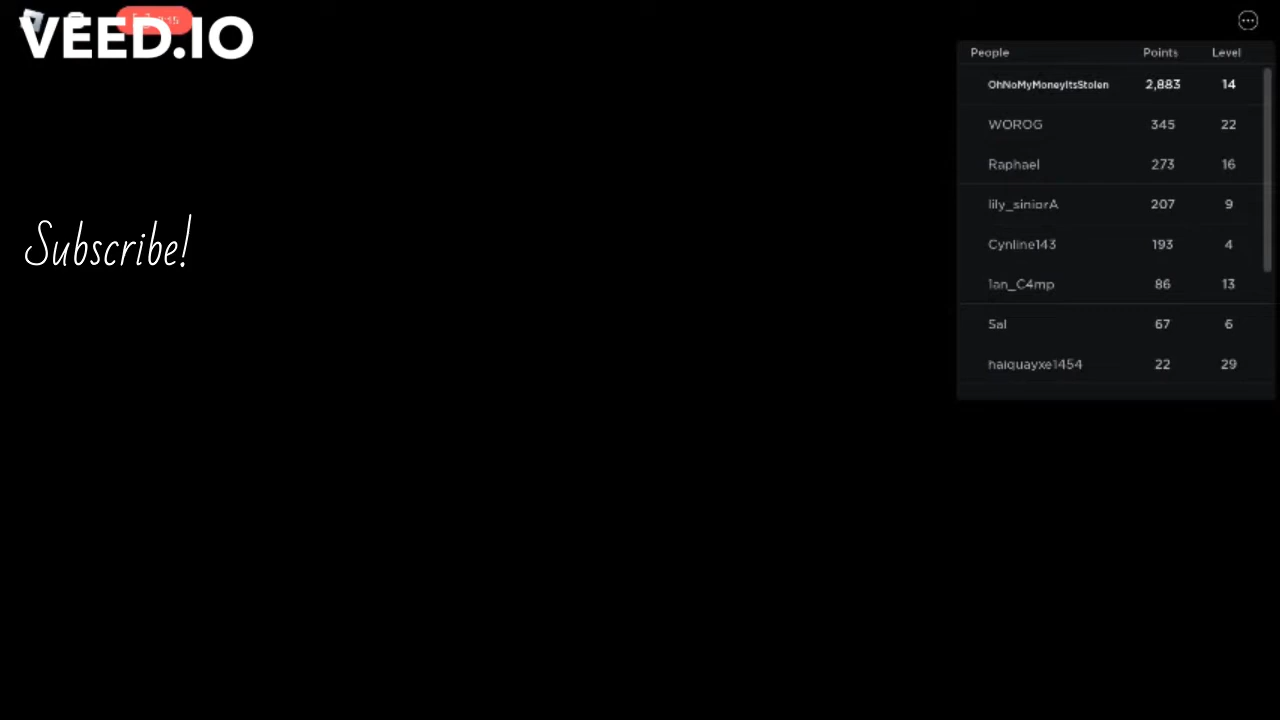 VEED.IO
People Points Level
OhNoMyMoneyItsStolen 2,883 14
WOROG 345 22
Raphael 273 16
lily_siniorA 207 9
Cynline143 193 4
1an_C4mp 86 13
Sal 67 6
haiquayxe1454 22 29
Subscribe!